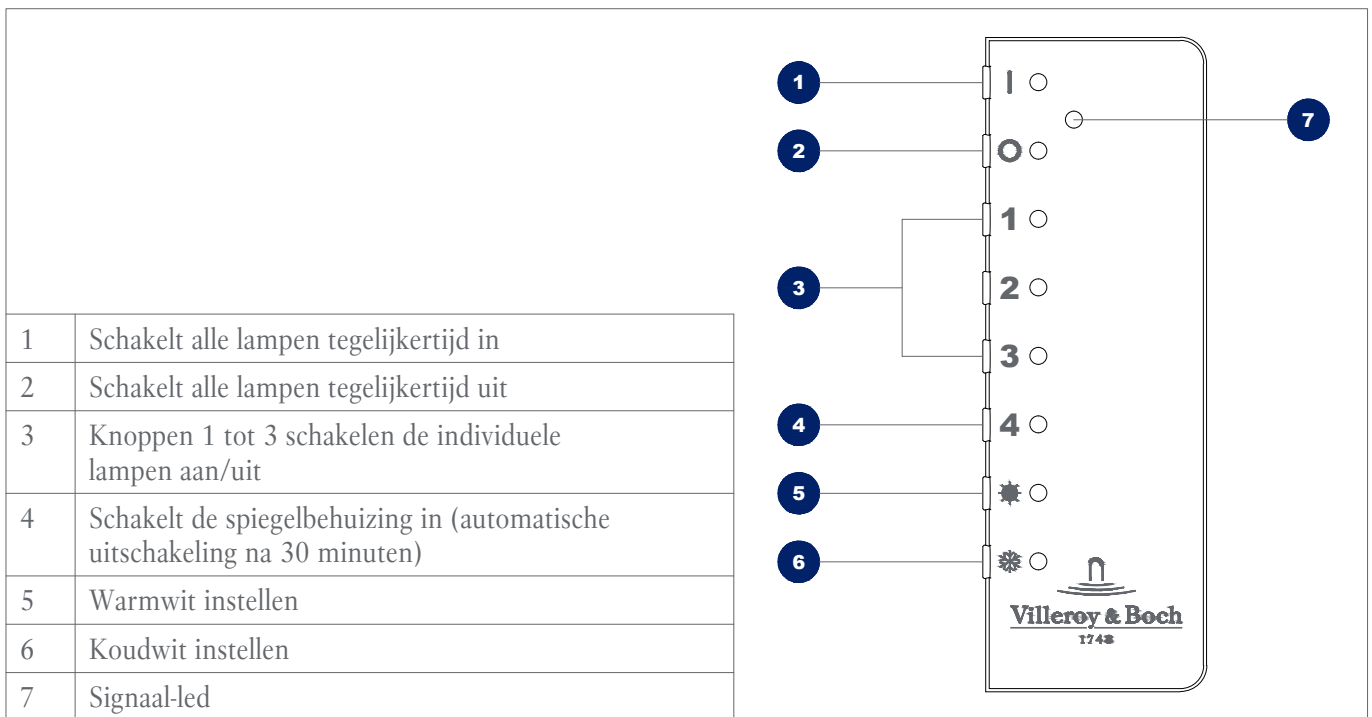 1
2
3
4
5
6
7
I
O
1
2
3
4
Villeroy & Boch
1748
1 Schakelt alle lampen tegelijkertijd in
2 Schakelt alle lampen tegelijkertijd uit
3 Knoppen 1 tot 3 schakelen de individuele
lampen aan/uit
4 Schakelt de spiegelbehuizing in (automatische
uitschakeling na 30 minuten)
5 Warmwit instellen
6 Koudwit instellen
7 Signaal-led